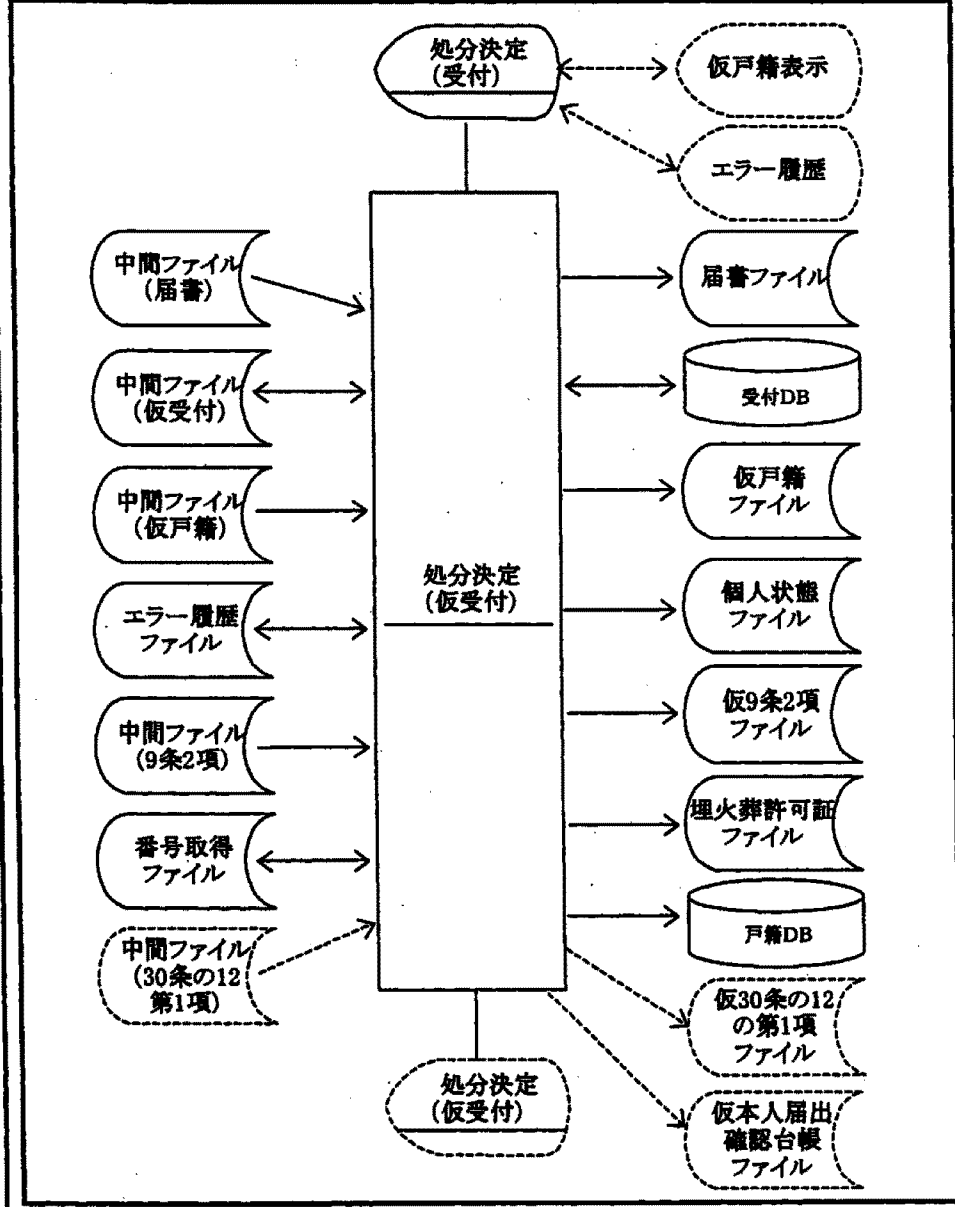 処分決定
(受付)
仮戸籍表示
エラー履歴
中間ファイル
(届書)
届書ファイル
中間ファイル
(仮受付)
受付DB
中間ファイル
(仮戸籍)
仮戸籍
ファイル
処分決定
(仮受付)
エラー履歴
ファイル
個人状態
ファイル
中間ファイル
(9条2項)
仮9条2項
ファイル
番号取得
ファイル
埋火葬許可証
ファイル
戸籍DB
中間ファイル
(30条の12
第1項)
仮30条の12
の第1項
ファイル
処分決定
(仮受付)
仮本人届出
確認台帳
ファイル